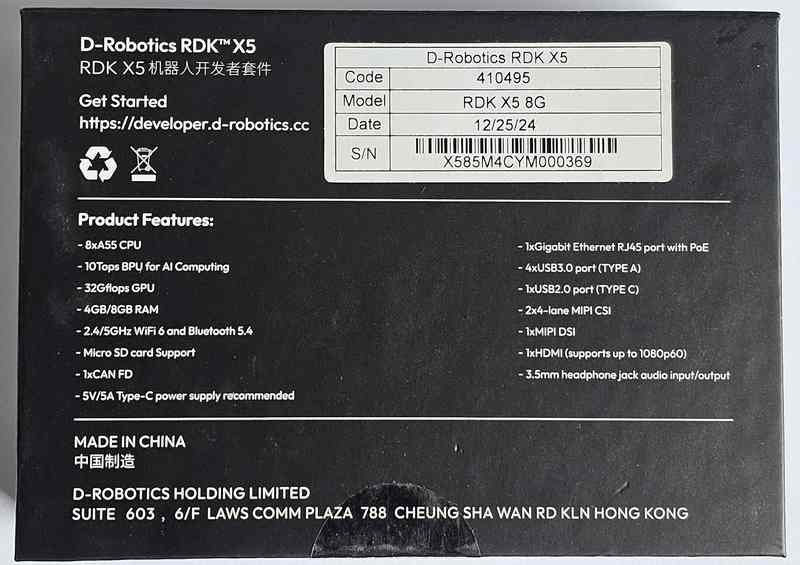 D-Robotics RDK™ X5
RDK X5 机器人开发者套件
Get Started
https://developer.d-robotics.cc
D-Robotics RDK X5
Code 410495
Model RDK X5 8G
Date 12/25/24
S/N X585M4CYM000369
Product Features:
- 8xA55 CPU
- 10Tops BPU for AI Computing
- 32Gflops GPU
- 4GB/8GB RAM
- 2.4/5GHz WiFi 6 and Bluetooth 5.4
- Micro SD card Support
- 1xCAN FD
- 5V/5A Type-C power supply recommended
- 1xGigabit Ethernet RJ45 port with PoE
- 4xUSB3.0 port (TYPE A)
- 1xUSB2.0 port (TYPE C)
- 2x4-lane MIPI CSI
- 1xMIPI DSI
- 1xHDMI (supports up to 1080p60)
- 3.5mm headphone jack audio input/output
MADE IN CHINA
中国制造
D-ROBOTICS HOLDING LIMITED
SUITE 603 , 6/F LAWS COMM PLAZA 788 CHEUNG SHA WAN RD KLN HONG KONG